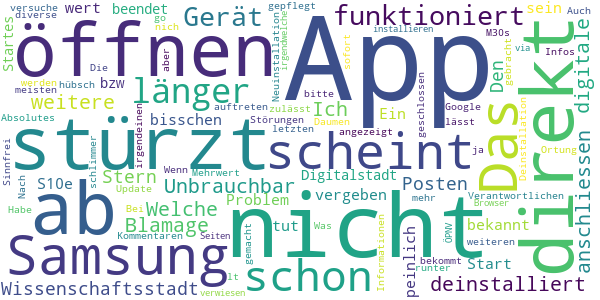 versuche
diverse
Startes
öffnen
wert
go
nich
beendet
Gerät
weitere
Die
meisten
hübsch
bzw
werden
aber
länger
Neuinstallation
gepflegt
irgendwelche
App
installieren
sofort
funktioniert
M30s
Auch
sein
gebracht
via
Infos
Den
digitale
Das
direkt
anschliessen
Absolutes
auftreten
zulässt
bitte
Google
geschlossen
lässt
Ich
Daumen
Ein
Deinstallation
Störungen
letzten
angezeigt
ja
Ortung
irgendeinen
bisschen
stürzt
scheint
Sinnfrei
Nach
schlimmer
Wenn
Mehrwert
Stern
S10e
Update
Unbrauchbar
Digitalstadt
Verantwortlichen
Browser
ab
Habe
Bei
Welche
Problem
vergeben
Posten
mehr
nicht
Blamage
tut
Was
bekannt
ÖPNV
weiteren
Samsung
Kommentaren
Seiten
gemacht
schon
Informationen
peinlich
Start
bekommt
runter
lt
verwiesen
Wissenschaftsstadt
deinstalliert